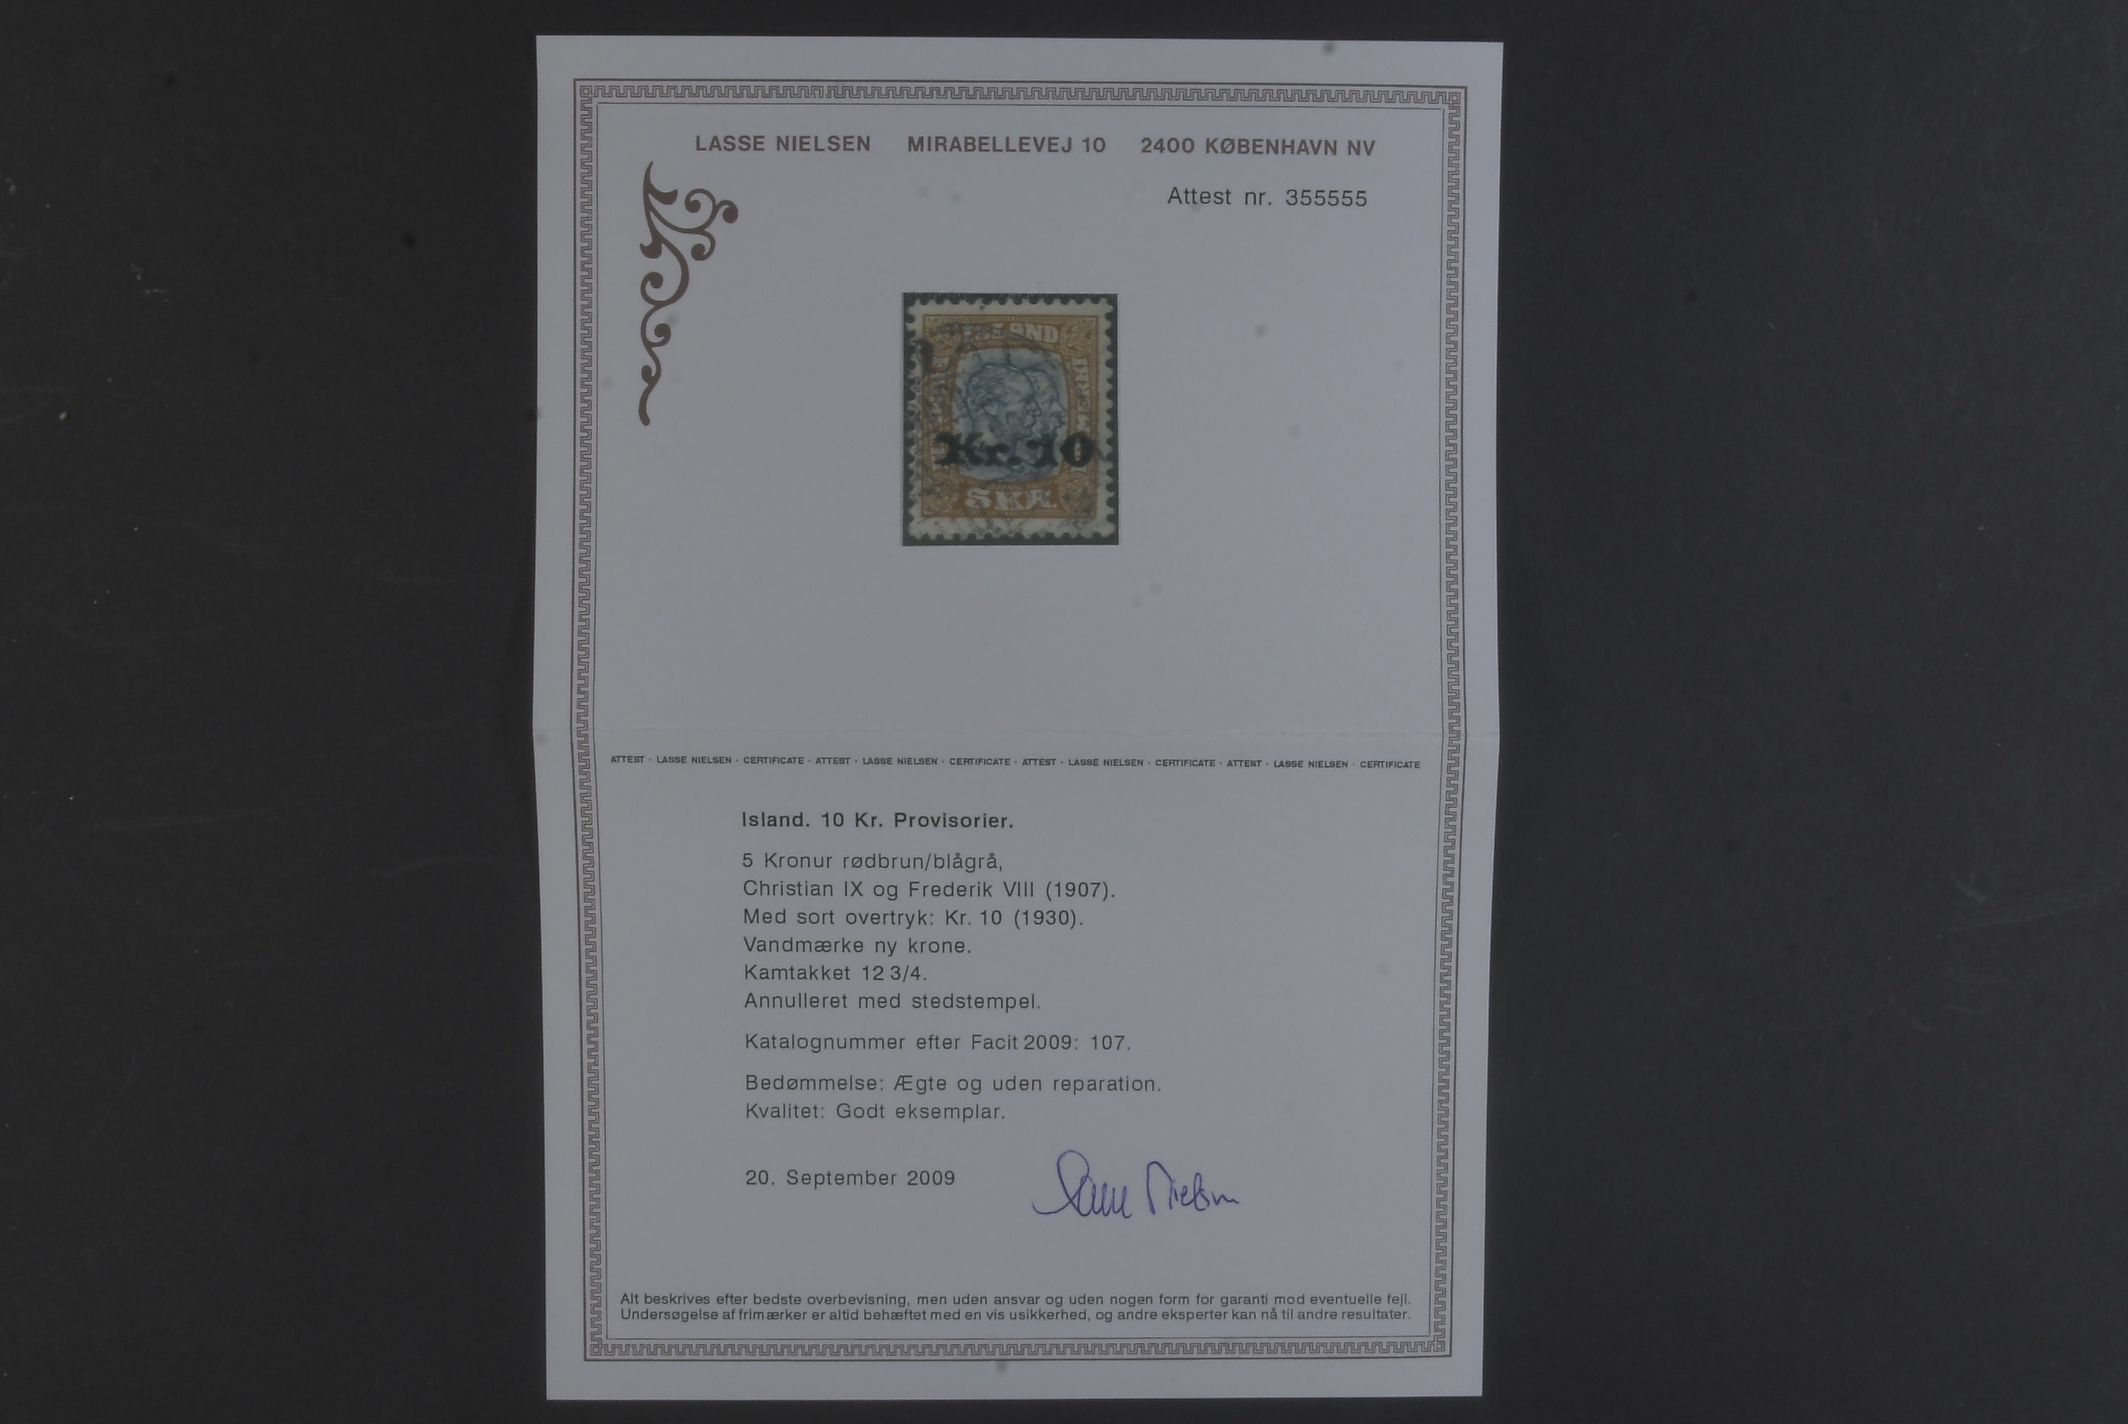 LASSE NIELSEN MIRABELLEVEJ 10 2400 KØBENHAVN NV
Attest nr. 355555
Kr. 10
5 KR.
ATTEST · LASSE NIELSEN · CERTIFICATE · ATTEST · LASSE NIELSEN · CERTIFICATE · ATTEST · LASSE NIELSEN · CERTIFICATE · ATTEST · LASSE NIELSEN · CERTIFICATE
Island. 10 Kr. Provisorier.
5 Kronur rødbrun/blågrå,
Christian IX og Frederik VIII (1907).
Med sort overtryk: Kr. 10 (1930).
Vandmærke ny krone.
Kamtakket 12 3/4.
Annulleret med stedstempel.
Katalognummer efter Facit 2009: 107.
Bedømmelse: Ægte og uden reparation.
Kvalitet: Godt eksemplar.
20. September 2009
Lasse Nielsen
Alt beskrives efter bedste overbevisning, men uden ansvar og uden nogen form for garanti mod eventuelle fejl.
Undersøgelse af frimærker er altid behæftet med en vis usikkerhed, og andre eksperter kan nå til andre resultater.